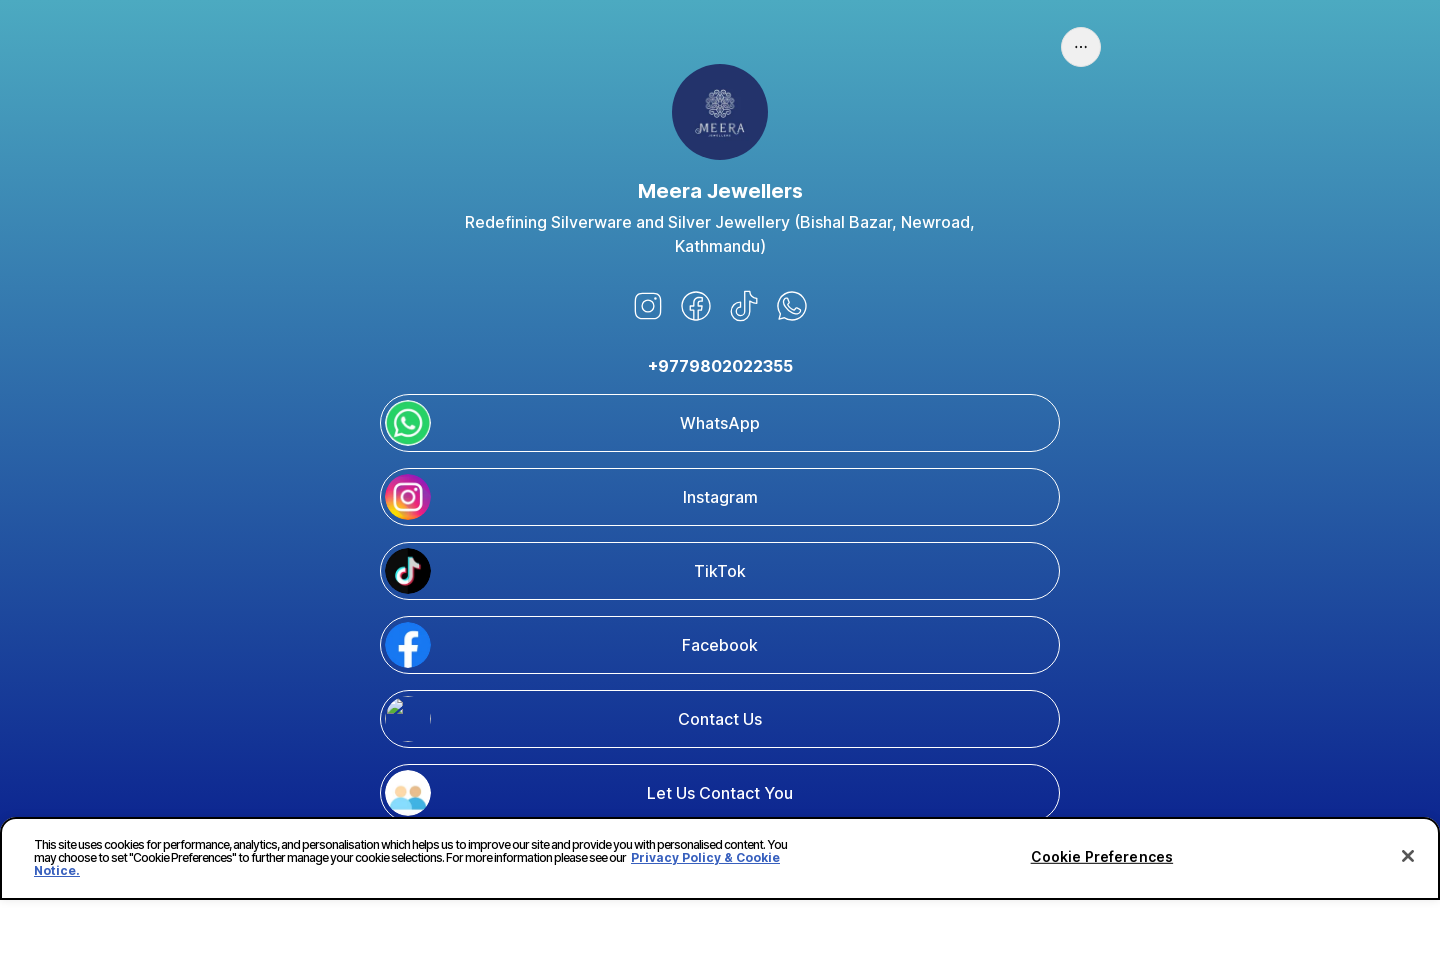 MEERA
JEWELLERS
Meera Jewellers
Redefining Silverware and Silver Jewellery (Bishal Bazar, Newroad,
Kathmandu)
+9779802022355
WhatsApp
Instagram
TikTok
Facebook
Contact Us
Let Us Contact You
This site uses cookies for performance, analytics, and personalisation which helps us to improve our site and provide you with personalised content. You
may choose to set "Cookie Preferences" to further manage your cookie selections. For more information please see our Privacy Policy & Cookie
Notice.
Cookie Preferences